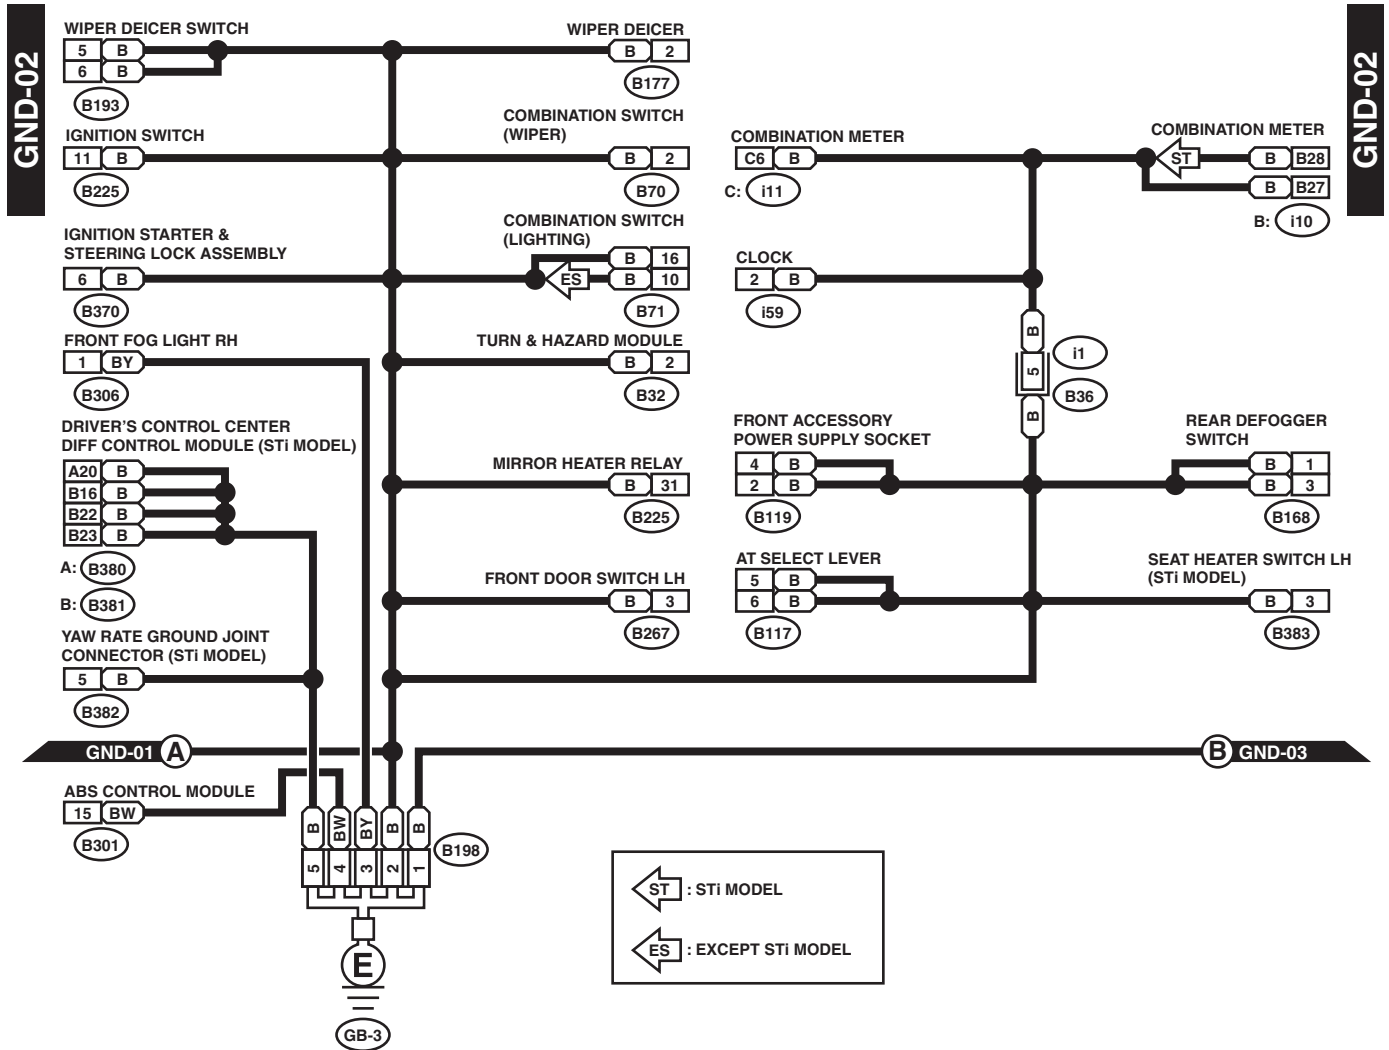 GND-02
WIPER DEICER SWITCH
5 B
6 B
B193
IGNITION SWITCH
11 B
B225
IGNITION STARTER &
STEERING LOCK ASSEMBLY
6 B
B370
FRONT FOG LIGHT RH
1 BY
B306
DRIVER'S CONTROL CENTER
DIFF CONTROL MODULE (STi MODEL)
A20 B
B16 B
B22 B
B23 B
A: B380
B: B381
YAW RATE GROUND JOINT
CONNECTOR (STi MODEL)
5 B
B382
WIPER DEICER
B 2
B177
COMBINATION SWITCH
(WIPER)
B 2
B70
COMBINATION SWITCH
(LIGHTING)
B 16
ES B 10
B71
TURN & HAZARD MODULE
B 2
B32
MIRROR HEATER RELAY
B 31
B225
FRONT DOOR SWITCH LH
B 3
B267
COMBINATION METER
C6 B
C: i11
CLOCK
2 B
i59
B
5
B
i1
B36
FRONT ACCESSORY
POWER SUPPLY SOCKET
4 B
2 B
B119
AT SELECT LEVER
5 B
6 B
B117
COMBINATION METER
ST B B28
B B27
B: i10
REAR DEFOGGER
SWITCH
B 1
B 3
B168
SEAT HEATER SWITCH LH
(STi MODEL)
B 3
B383
GND-02
GND-01 A
B GND-03
ABS CONTROL MODULE
15 BW
B301
B BW BY B B
5 4 3 2 1
B198
E
GB-3
ST : STi MODEL
ES : EXCEPT STi MODEL